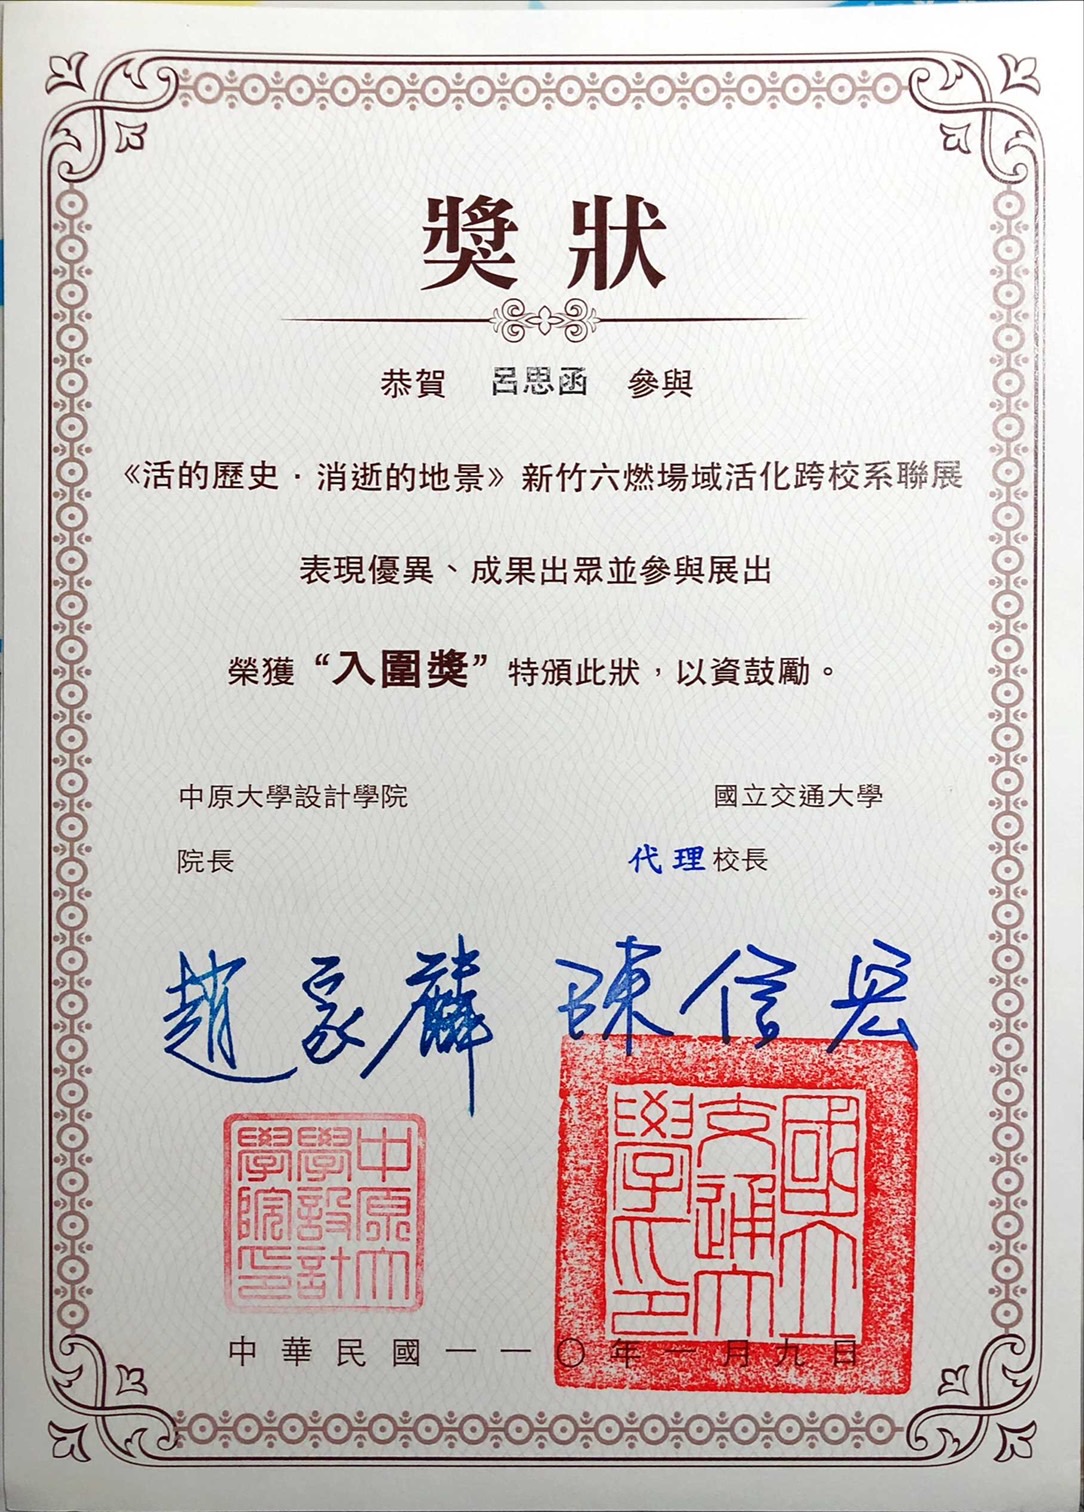 獎狀
恭賀 呂思函 參與
《活的歷史．消逝的地景》新竹六燃場域活化跨校系聯展
表現優異、成果出眾並參與展出
榮獲“入圍獎”特頒此狀，以資鼓勵。
中原大學設計學院 國立交通大學
院長 代理校長
趙家麟 陳信宏
中原大學設計學院印
國立交通大學印
中華民國一一〇年一月九日